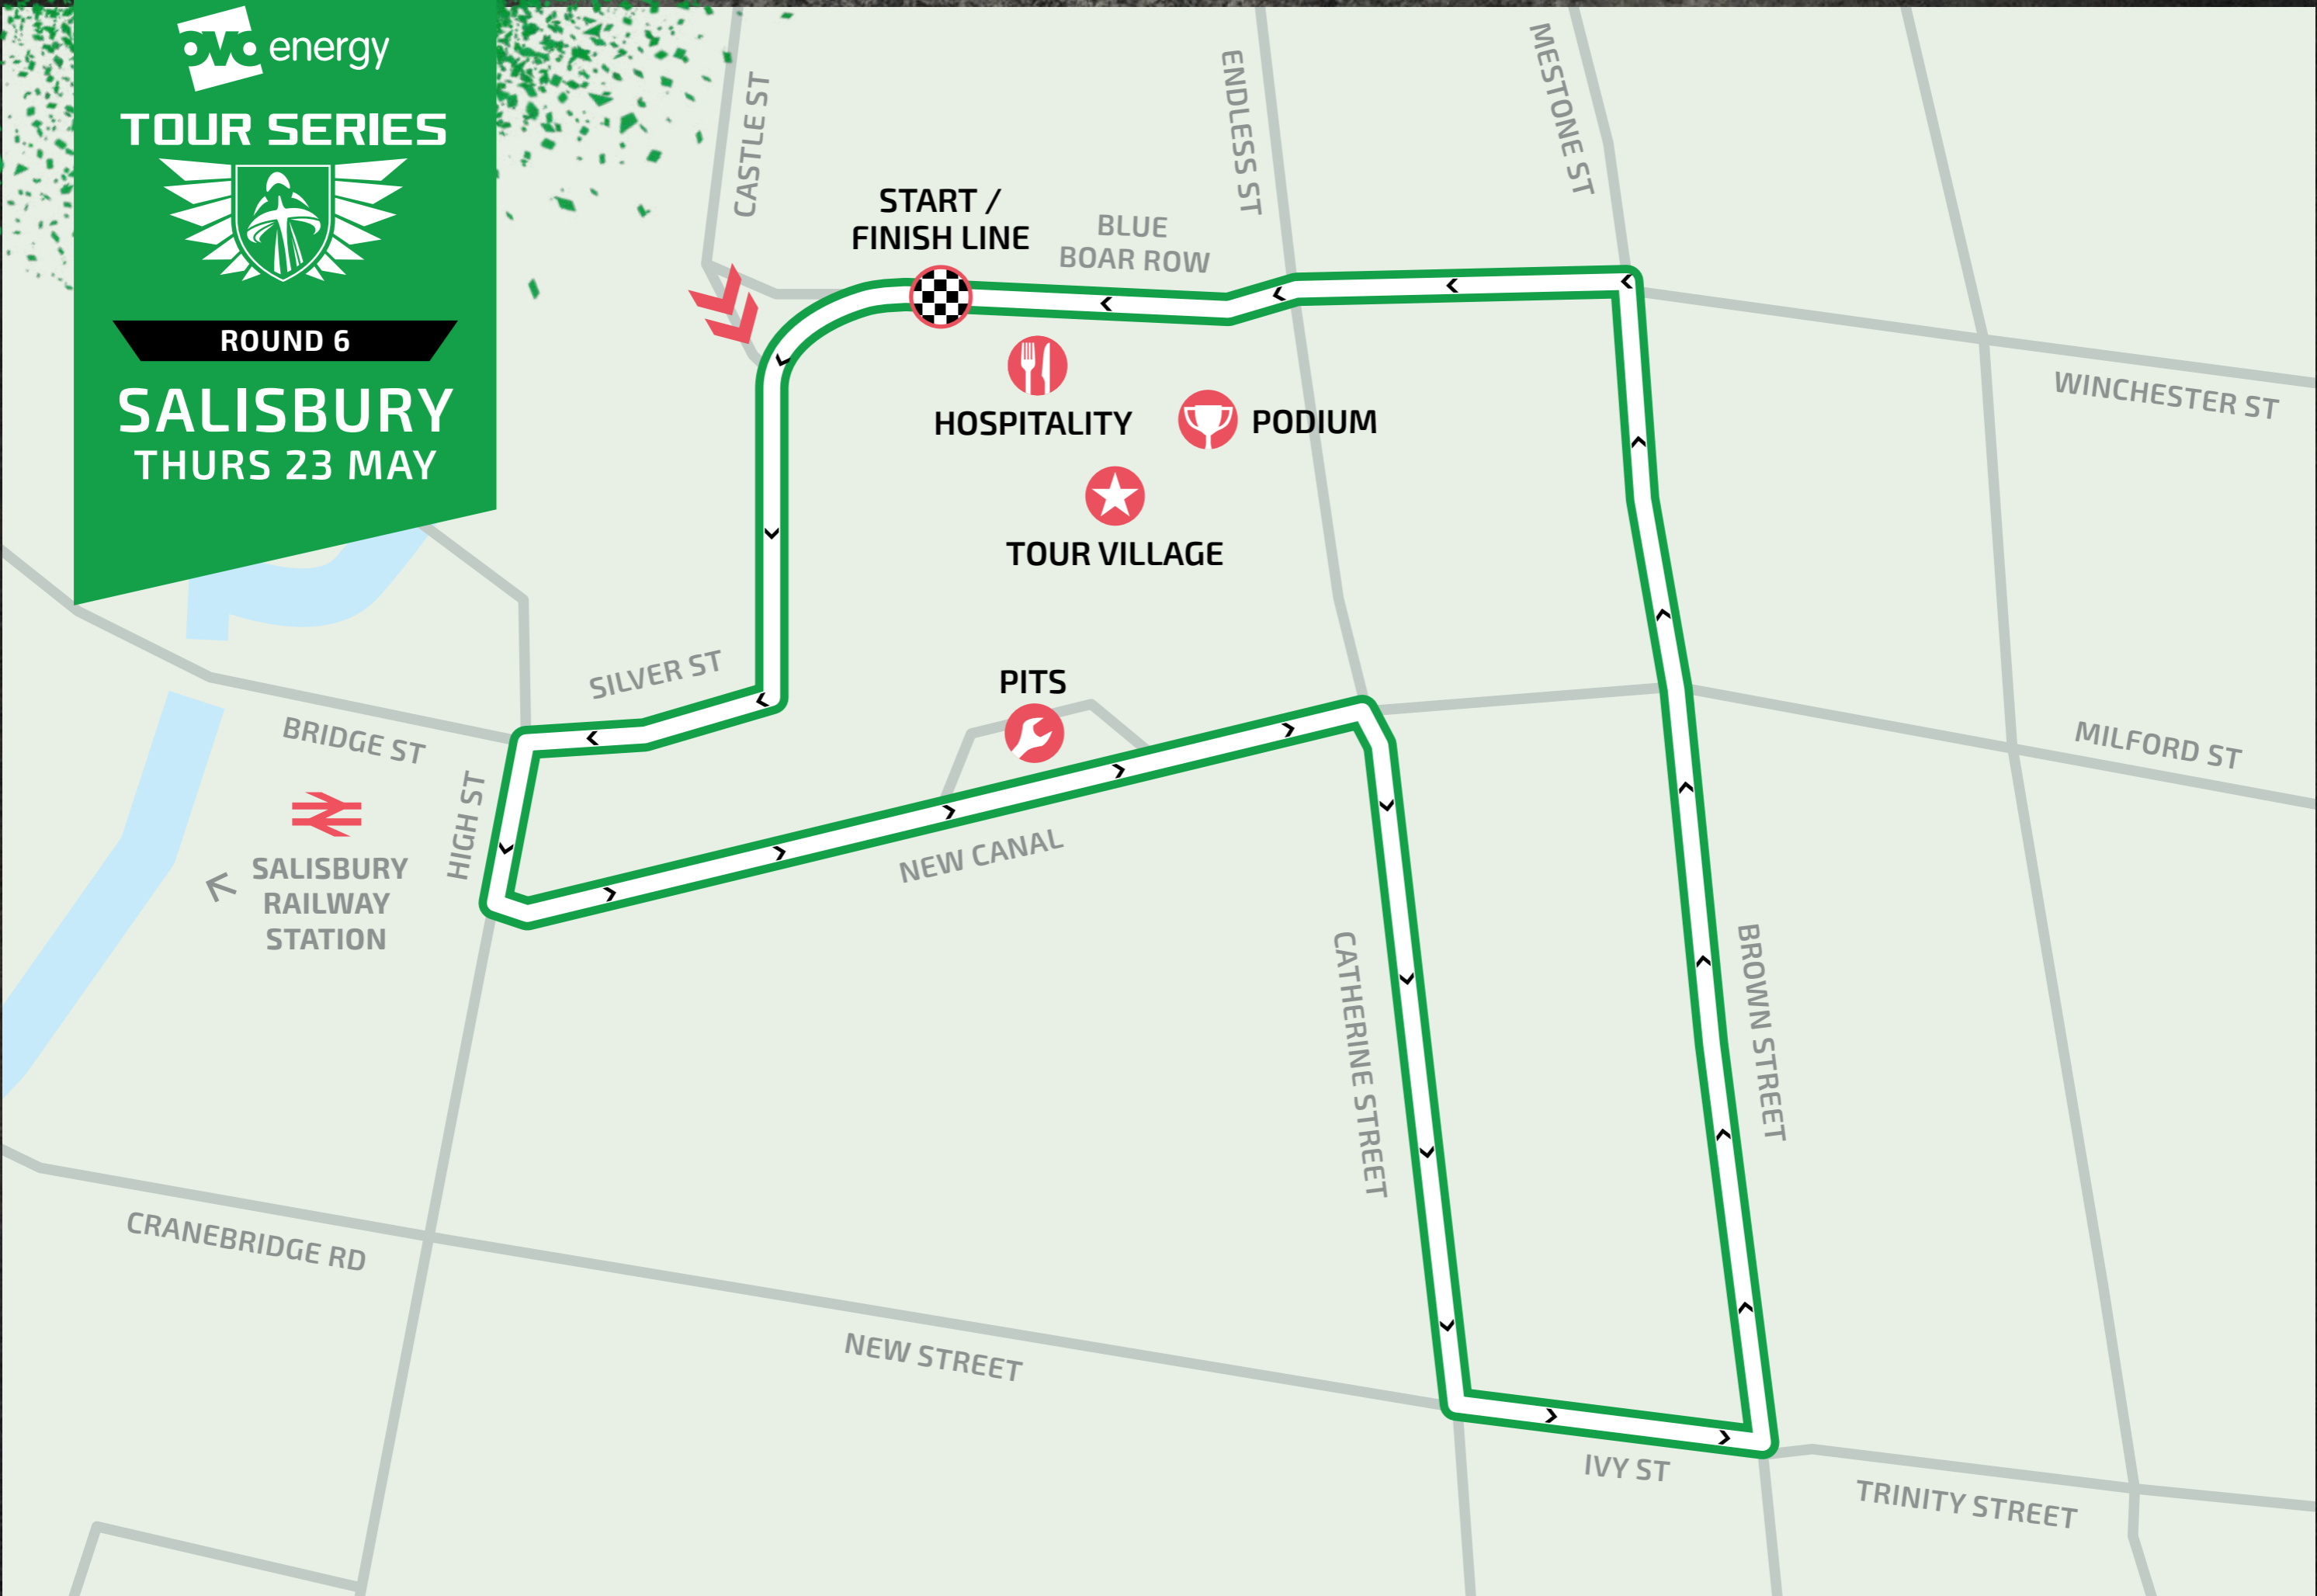 ovo energy
TOUR SERIES
ROUND 6
SALISBURY
THURS 23 MAY
CASTLE ST
ENDLESS ST
MESTONE ST
START /
FINISH LINE
BLUE
BOAR ROW
HOSPITALITY
PODIUM
TOUR VILLAGE
WINCHESTER ST
SILVER ST
PITS
BRIDGE ST
MILFORD ST
HIGH ST
NEW CANAL
SALISBURY
RAILWAY
STATION
CATHERINE STREET
BROWN STREET
CRANEBRIDGE RD
NEW STREET
IVY ST
TRINITY STREET